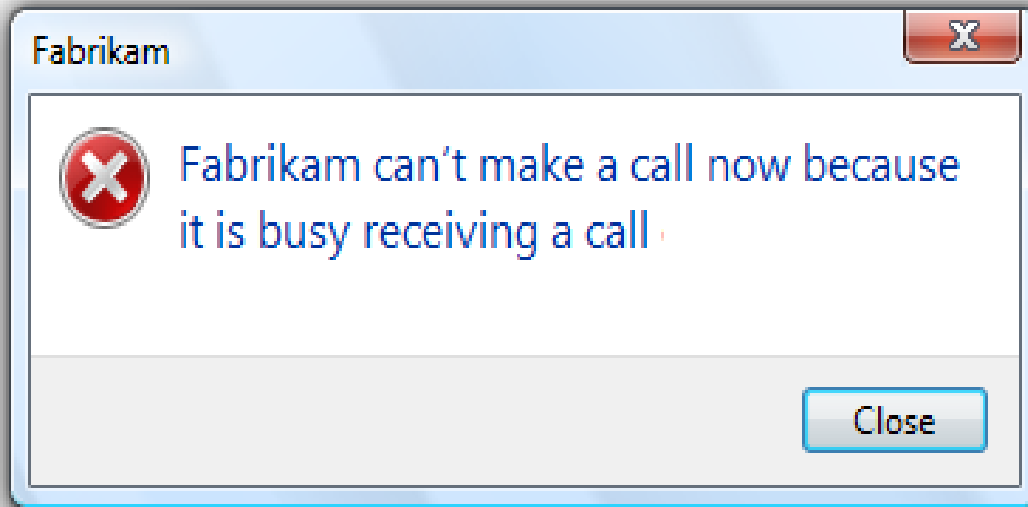 Fabrikam
Fabrikam can't make a call now because
it is busy receiving a call
Close